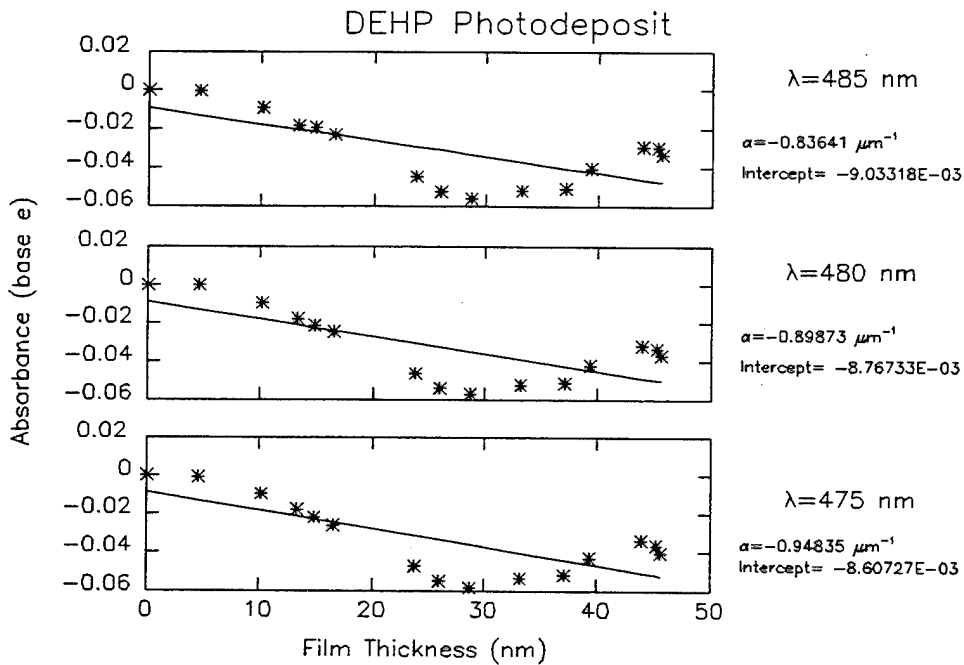 DEHP Photodeposit
Absorbance (base e)
0.02
0
−0.02
−0.04
−0.06
λ=485 nm
α=−0.83641 μm⁻¹
Intercept= −9.03318E−03
0.02
0
−0.02
−0.04
−0.06
λ=480 nm
α=−0.89873 μm⁻¹
Intercept= −8.76733E−03
0.02
0
−0.02
−0.04
−0.06
λ=475 nm
α=−0.94835 μm⁻¹
Intercept= −8.60727E−03
0 10 20 30 40 50
Film Thickness (nm)